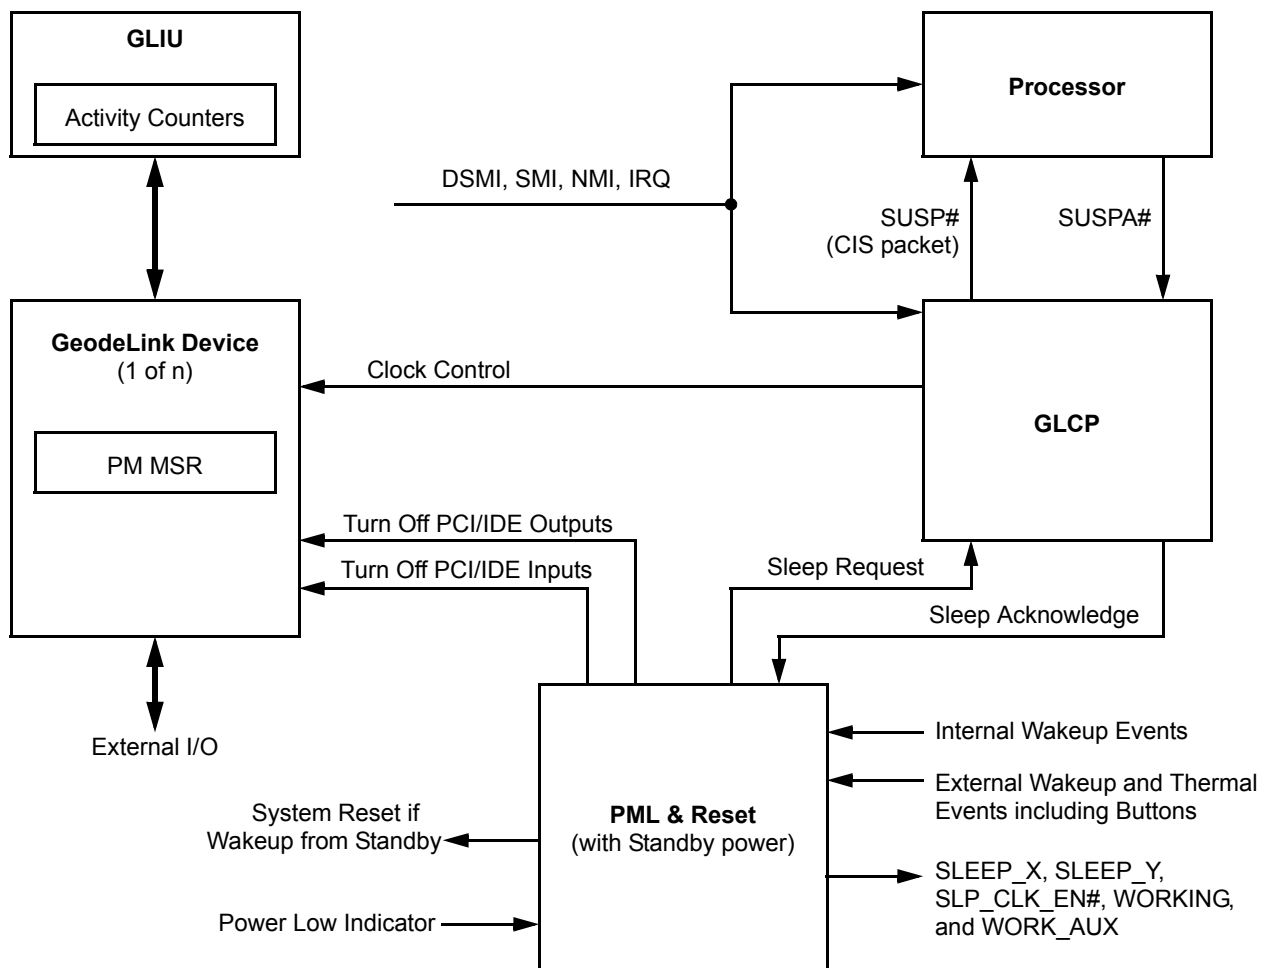 GLIU
Activity Counters
Processor
DSMI, SMI, NMI, IRQ
SUSP#
(CIS packet)
SUSPA#
GeodeLink Device
(1 of n)
PM MSR
Clock Control
GLCP
Turn Off PCI/IDE Outputs
Turn Off PCI/IDE Inputs
Sleep Request
Sleep Acknowledge
External I/O
Internal Wakeup Events
External Wakeup and Thermal
Events including Buttons
System Reset if
Wakeup from Standby
PML & Reset
(with Standby power)
SLEEP_X, SLEEP_Y,
SLP_CLK_EN#, WORKING,
and WORK_AUX
Power Low Indicator